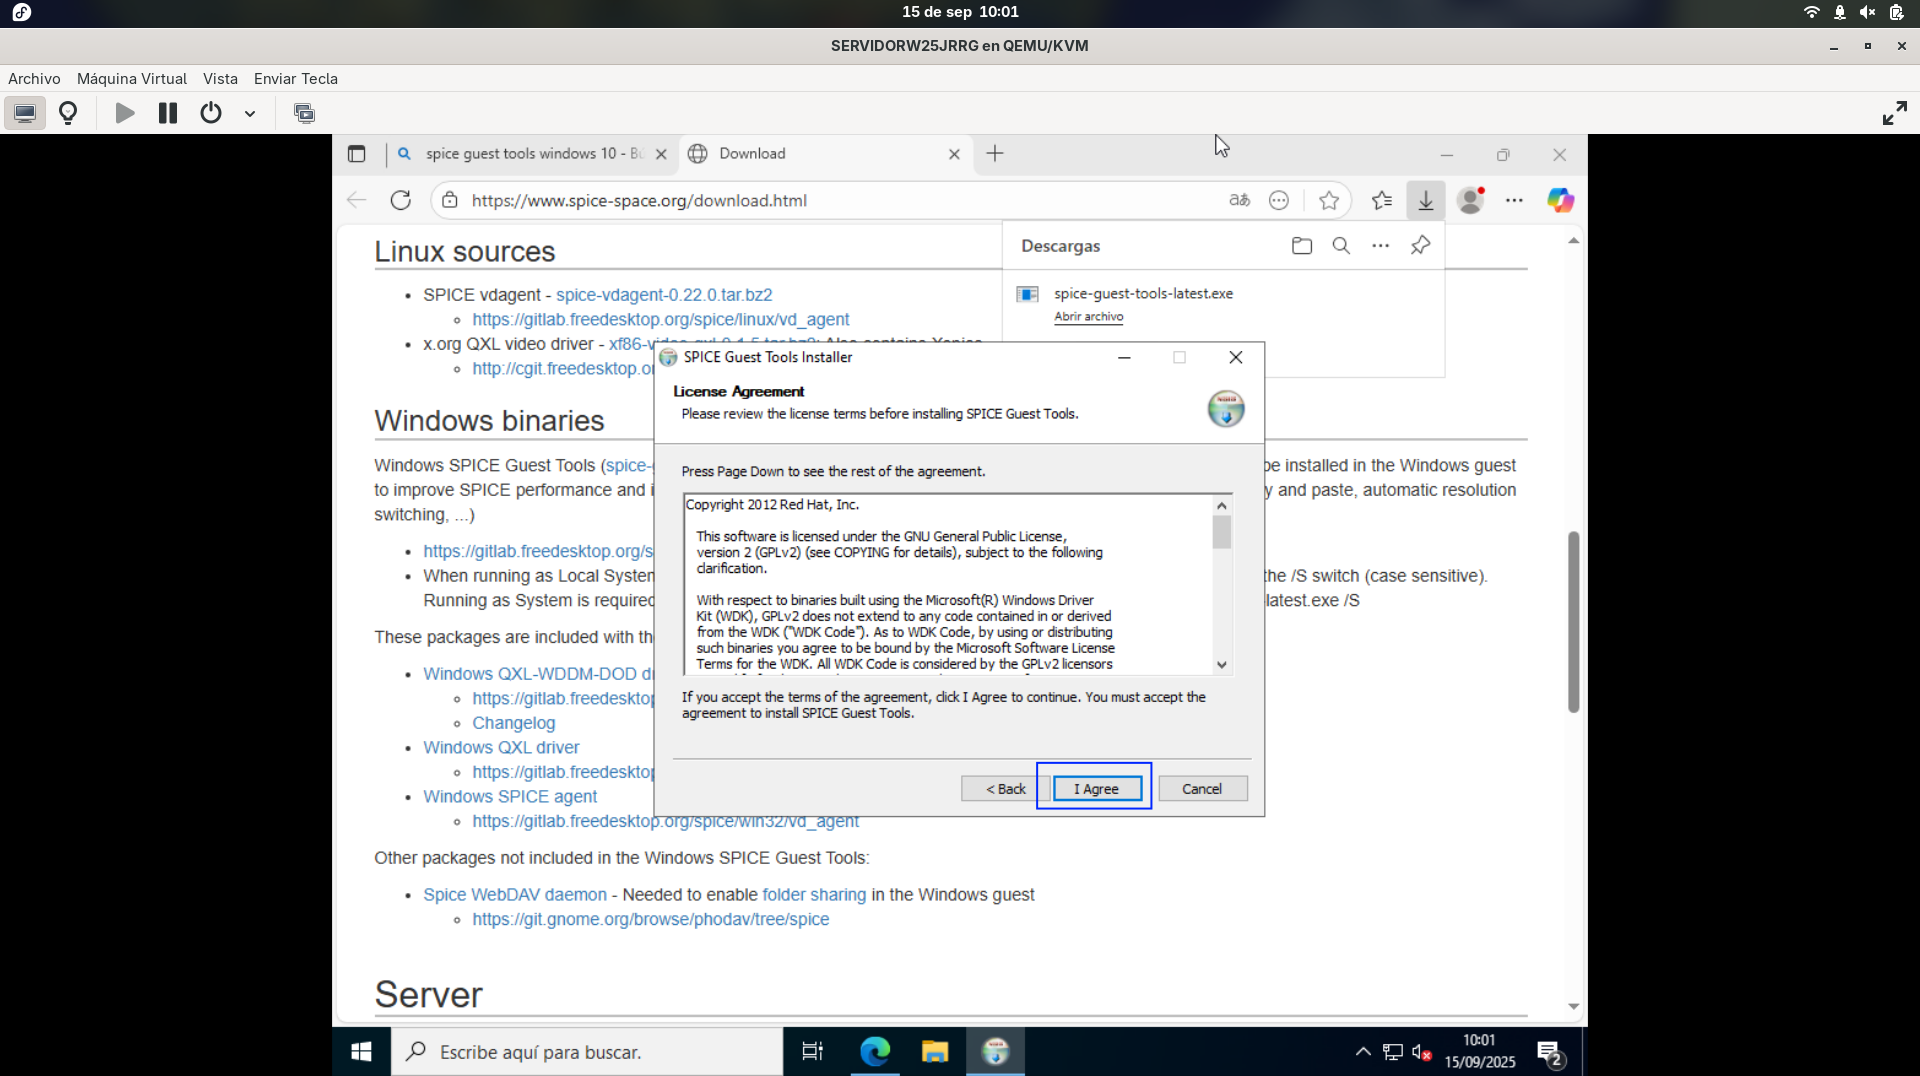 15 de sep 10:01
SERVIDORW25JRRG en QEMU/KVM
Archivo Máquina Virtual Vista Enviar Tecla
spice guest tools windows 10 - Bú
Download
https://www.spice-space.org/download.html
Linux sources
SPICE vdagent - spice-vdagent-0.22.0.tar.bz2
https://gitlab.freedesktop.org/spice/linux/vd_agent
x.org QXL video driver - xf86-video-qxl-0.1.5.tar.bz2; Also contains Xspice
http://cgit.freedesktop.o
Descargas
spice-guest-tools-latest.exe
Abrir archivo
Windows binaries
Windows SPICE Guest Tools (spice-
be installed in the Windows guest
to improve SPICE performance and i
y and paste, automatic resolution
switching, ...)
https://gitlab.freedesktop.org/s
When running as Local System
the /S switch (case sensitive).
Running as System is required
latest.exe /S
These packages are included with the
Windows QXL-WDDM-DOD d
https://gitlab.freedesktop
Changelog
Windows QXL driver
https://gitlab.freedesktop
Windows SPICE agent
https://gitlab.freedesktop.org/spice/win32/vd_agent
Other packages not included in the Windows SPICE Guest Tools:
Spice WebDAV daemon - Needed to enable folder sharing in the Windows guest
https://git.gnome.org/browse/phodav/tree/spice
Server
SPICE Guest Tools Installer
License Agreement
Please review the license terms before installing SPICE Guest Tools.
Press Page Down to see the rest of the agreement.
Copyright 2012 Red Hat, Inc.
This software is licensed under the GNU General Public License,
version 2 (GPLv2) (see COPYING for details), subject to the following
clarification.
With respect to binaries built using the Microsoft(R) Windows Driver
Kit (WDK), GPLv2 does not extend to any code contained in or derived
from the WDK ("WDK Code"). As to WDK Code, by using or distributing
such binaries you agree to be bound by the Microsoft Software License
Terms for the WDK. All WDK Code is considered by the GPLv2 licensors
If you accept the terms of the agreement, click I Agree to continue. You must accept the
agreement to install SPICE Guest Tools.
< Back
I Agree
Cancel
Escribe aquí para buscar.
10:01
15/09/2025
2